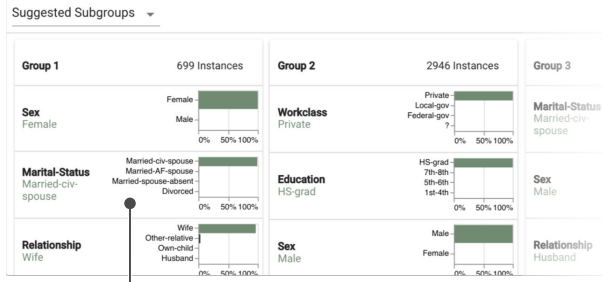 Suggested Subgroups
Group 1 699 Instances
Sex
Female
Female
Male
0% 50% 100%
Marital-Status
Married-civ-
spouse
Married-civ-spouse
Married-AF-spouse
Married-spouse-absent
Divorced
0% 50% 100%
Relationship
Wife
Wife
Other-relative
Own-child
Husband
0% 50% 100%
Group 2 2946 Instances
Workclass
Private
Private
Local-gov
Federal-gov
?
0% 50% 100%
Education
HS-grad
HS-grad
7th-8th
5th-6th
1st-4th
0% 50% 100%
Sex
Male
Male
Female
0% 50% 100%
Group 3
Marital-Status
Married-civ-
spouse
Sex
Male
Relationship
Husband